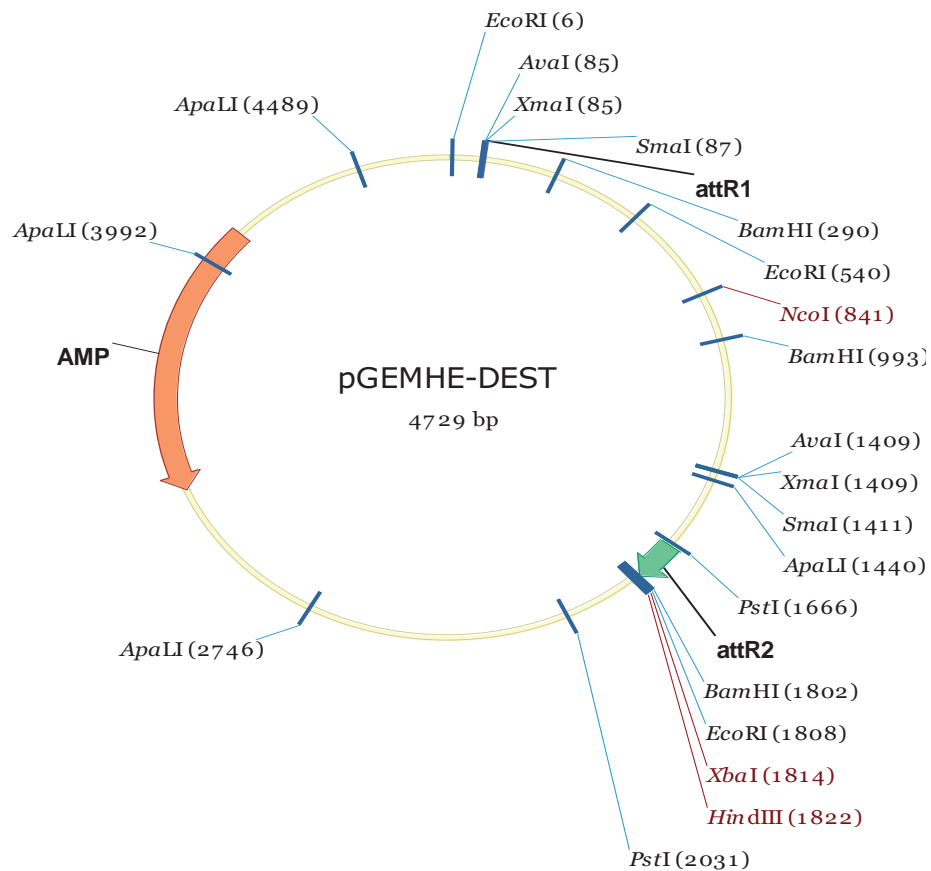 EcoRI (6)
AvaI (85)
XmaI (85)
SmaI (87)
attR1
BamHI (290)
EcoRI (540)
NcoI (841)
BamHI (993)
AvaI (1409)
XmaI (1409)
SmaI (1411)
ApaLI (1440)
PstI (1666)
attR2
BamHI (1802)
EcoRI (1808)
XbaI (1814)
HindIII (1822)
PstI (2031)
ApaLI (2746)
AMP
ApaLI (3992)
ApaLI (4489)
pGEMHE-DEST
4729 bp